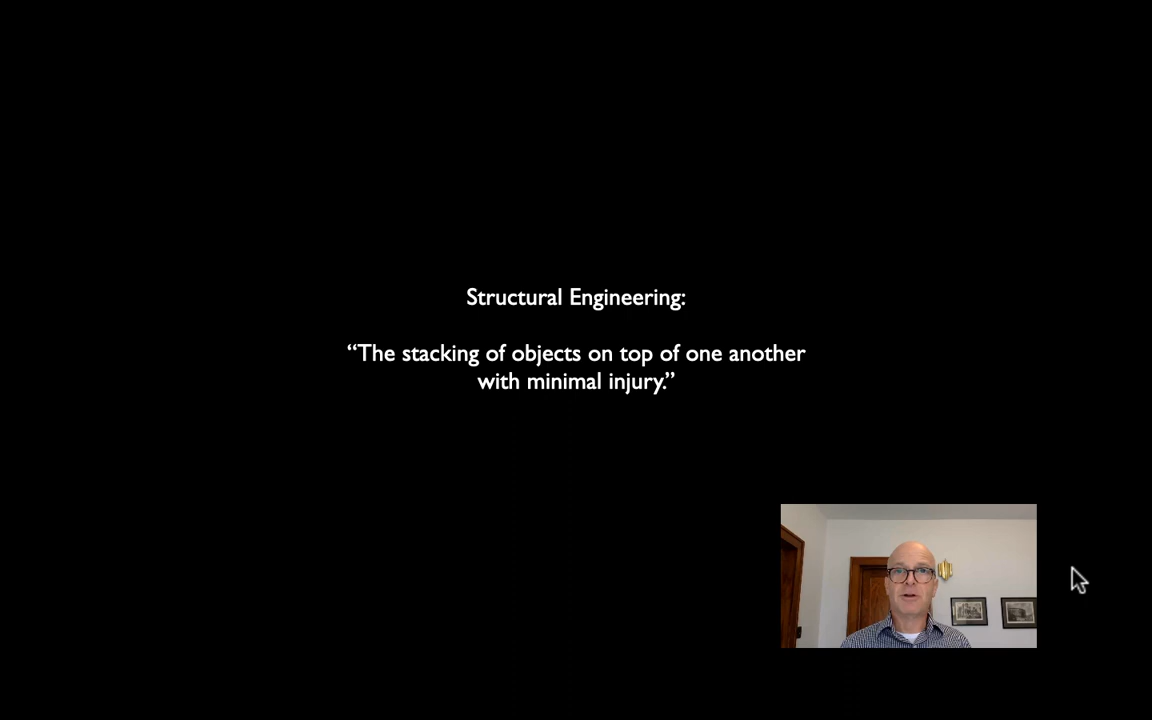 Structural Engineering:
“The stacking of objects on top of one another
with minimal injury.”